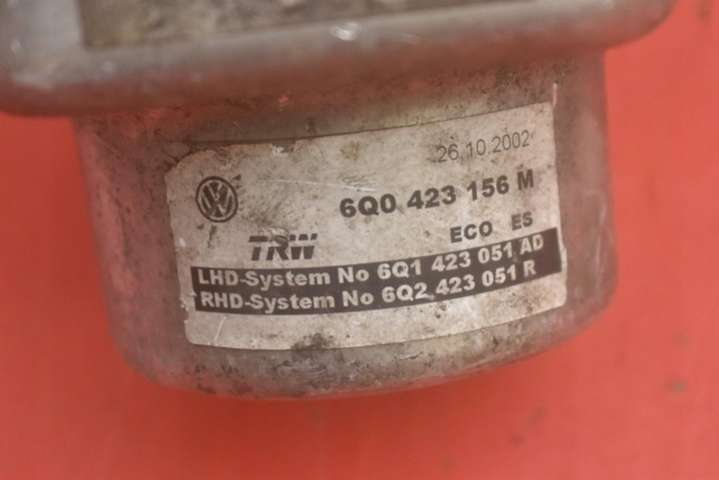 26.10.2002
6Q0 423 156 M
TRW ECO ES
LHD-System No 6Q1 423 051 AD
RHD-System No 6Q2 423 051 R